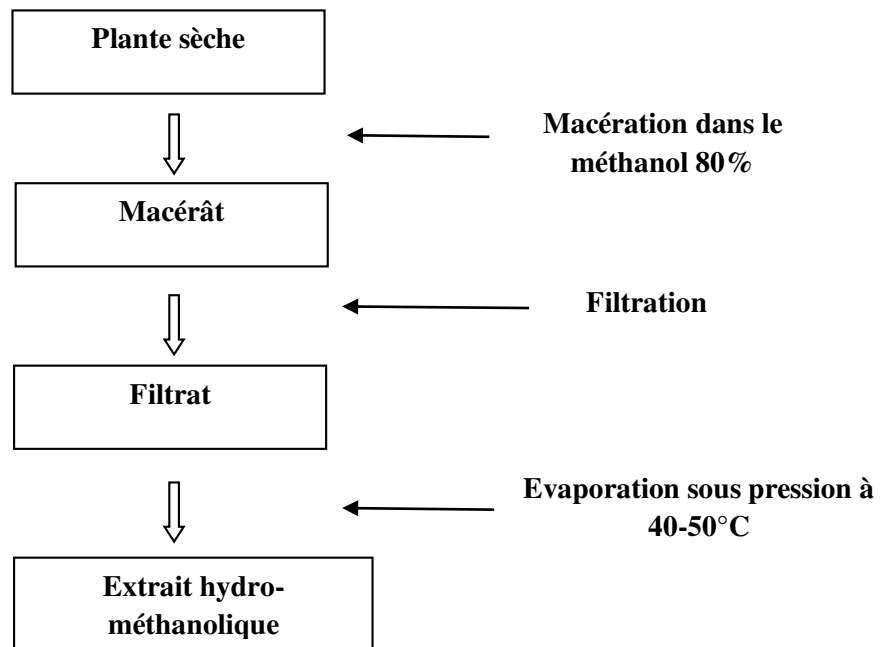 Plante sèche
Macération dans le
méthanol 80%
Macérât
Filtration
Filtrat
Evaporation sous pression à
40-50°C
Extrait hydro-
méthanolique